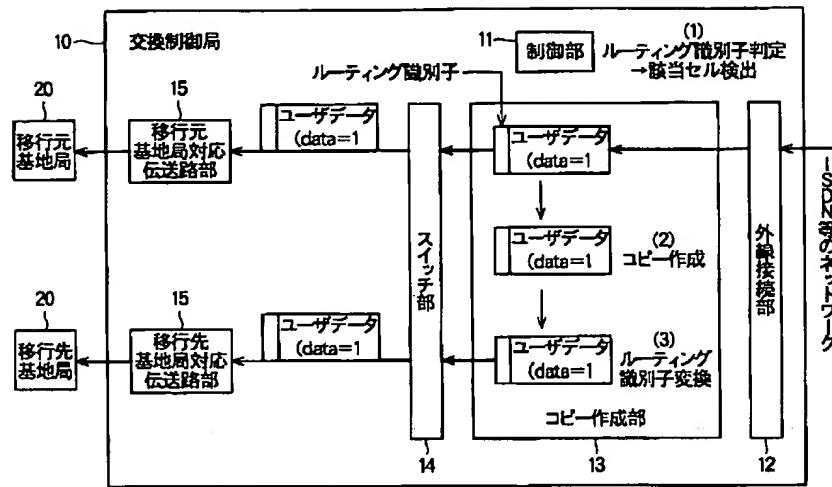 10
交換制御局
11
制御部
(1)
ルーティング識別子判定
→該当セル検出
ルーティング識別子
20
移行元
基地局
15
移行元
基地局対応
伝送路部
ユーザデータ
(data=1
ユーザデータ
(data=1
ユーザデータ
(data=1
(2)
コピー作成
スイッチ部
外線接続部
ISDN等のネットワーク
20
移行先
基地局
15
移行先
基地局対応
伝送路部
ユーザデータ
(data=1
ユーザデータ
(data=1
(3)
ルーティング
識別子変換
コピー作成部
14
13
12